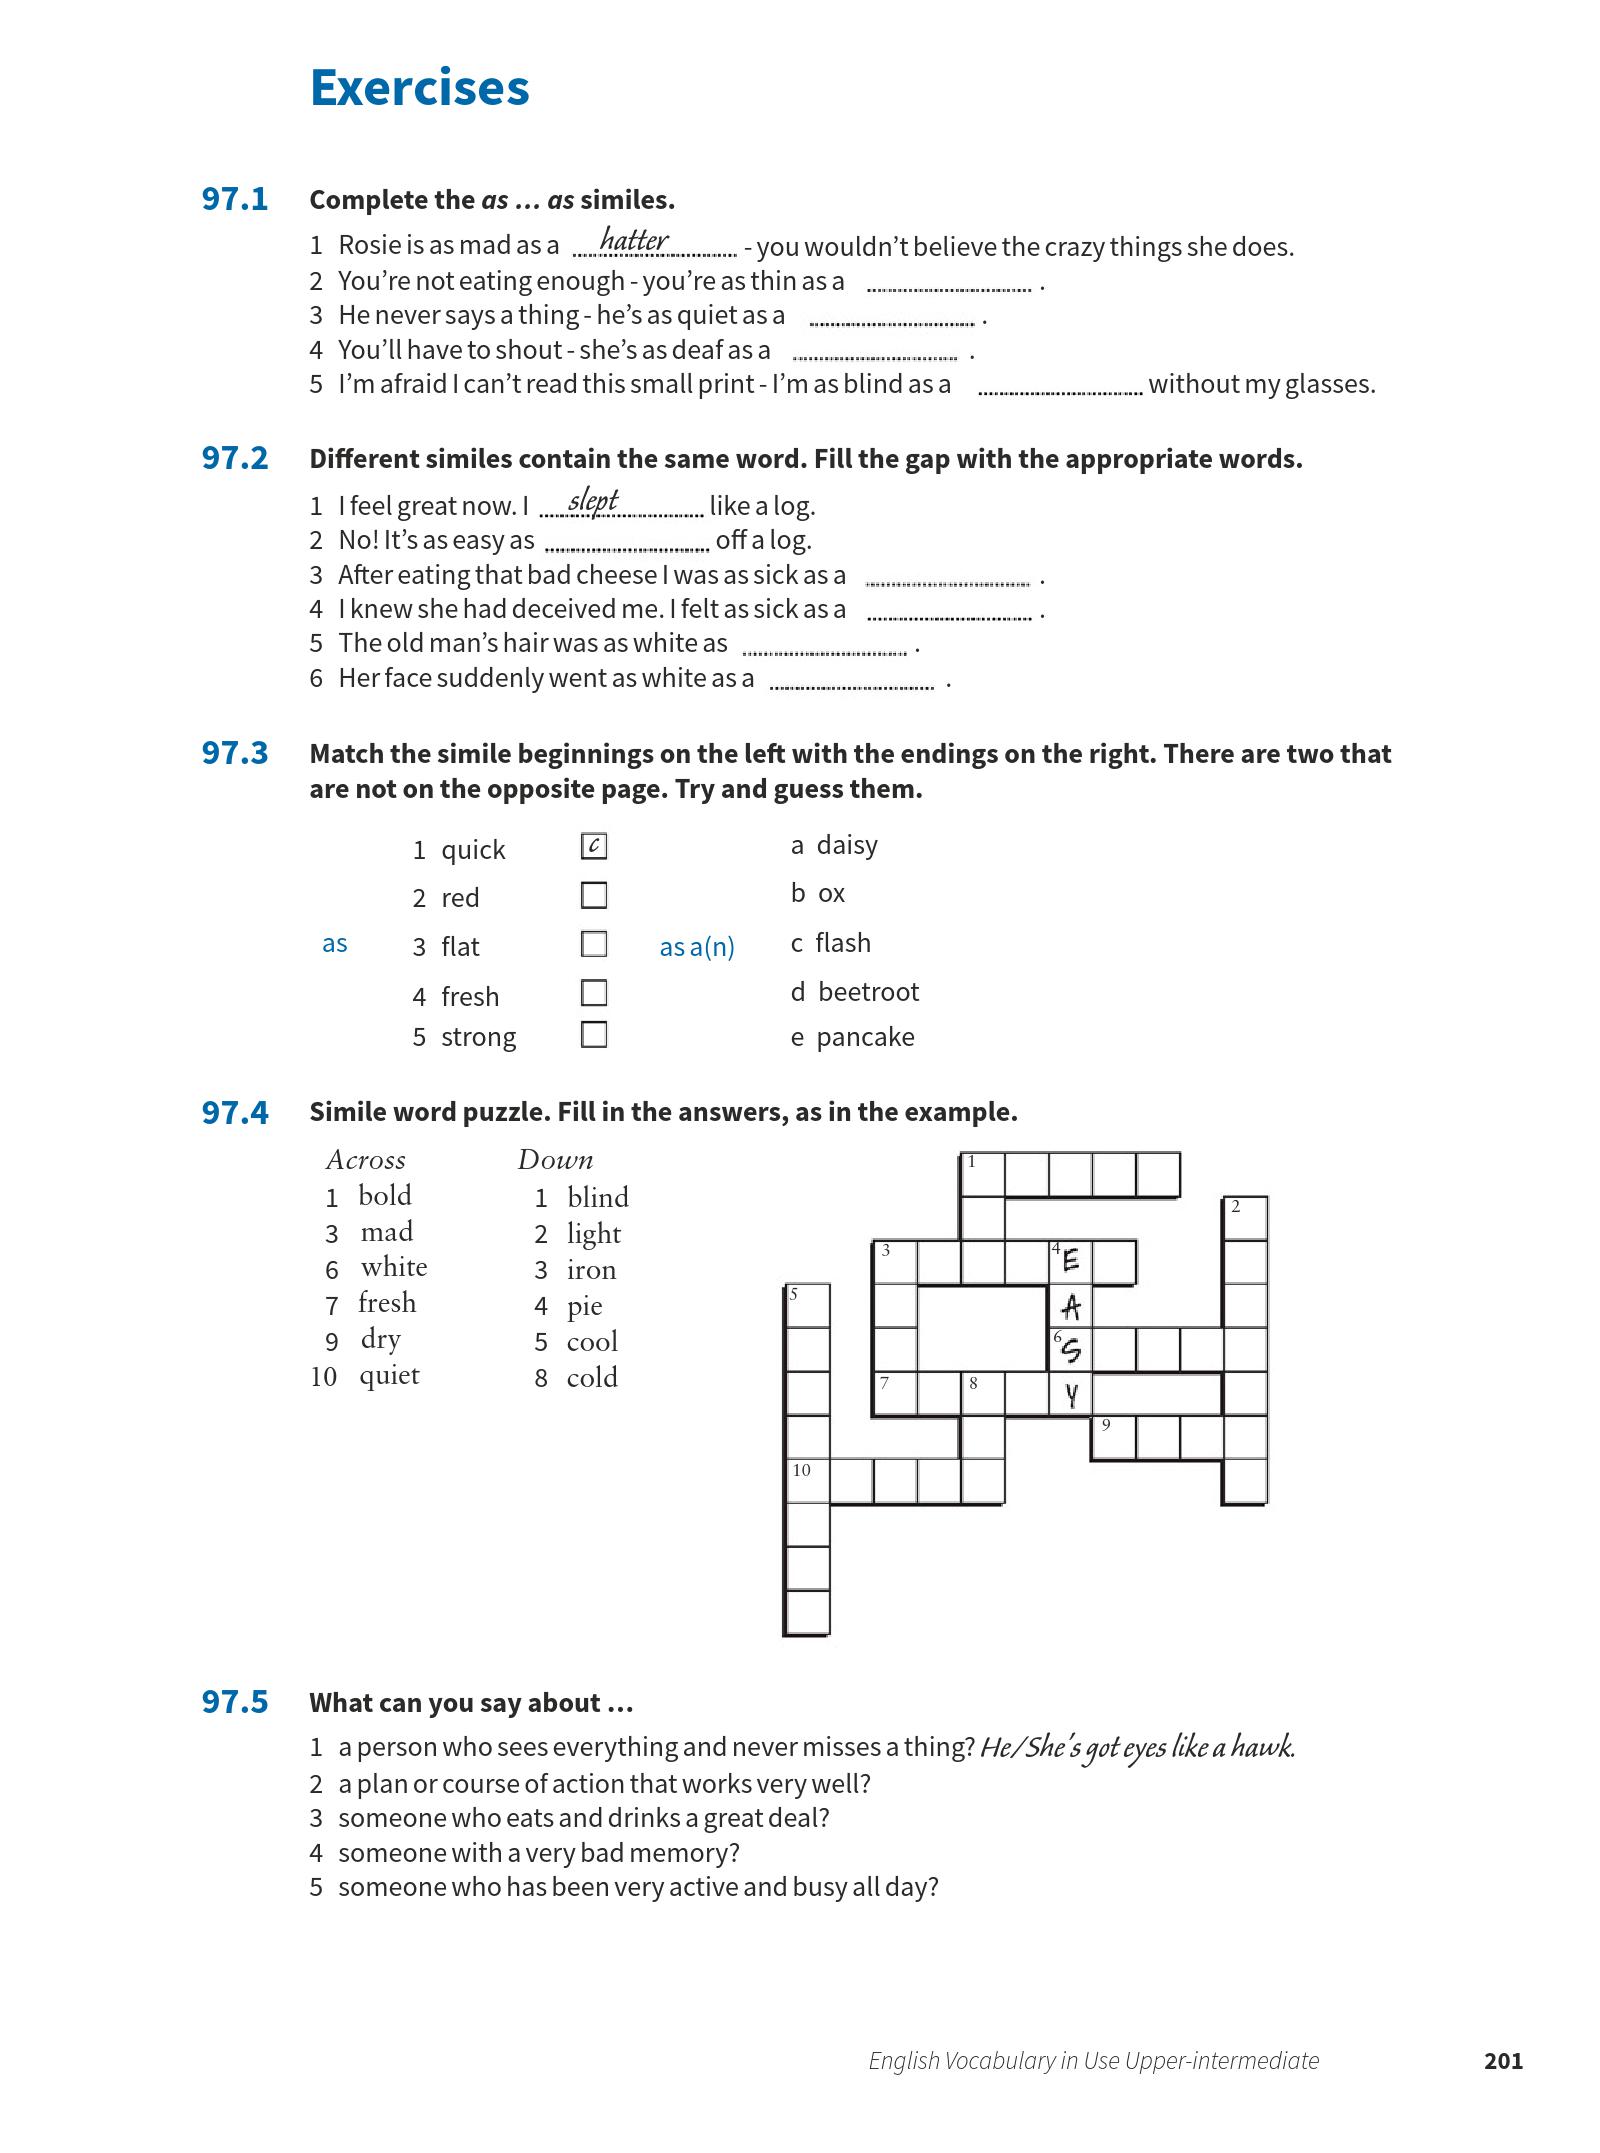 Exercises
97.1 Complete the as … as similes.
1 Rosie is as mad as a hatter - you wouldn't believe the crazy things she does.
2 You're not eating enough - you're as thin as a .
3 He never says a thing - he's as quiet as a .
4 You'll have to shout - she's as deaf as a .
5 I'm afraid I can't read this small print - I'm as blind as a without my glasses.
97.2 Different similes contain the same word. Fill the gap with the appropriate words.
1 I feel great now. I slept like a log.
2 No! It's as easy as off a log.
3 After eating that bad cheese I was as sick as a .
4 I knew she had deceived me. I felt as sick as a .
5 The old man's hair was as white as .
6 Her face suddenly went as white as a .
97.3 Match the simile beginnings on the left with the endings on the right. There are two that
are not on the opposite page. Try and guess them.
1 quick c a daisy
2 red b ox
as 3 flat as a(n) c flash
4 fresh d beetroot
5 strong e pancake
97.4 Simile word puzzle. Fill in the answers, as in the example.
Across Down
1 bold 1 blind
3 mad 2 light
6 white 3 iron
7 fresh 4 pie
9 dry 5 cool
10 quiet 8 cold
1
2
3 4 E
5 A
6 S
7 8 Y
9
10
97.5 What can you say about …
1 a person who sees everything and never misses a thing? He/She's got eyes like a hawk.
2 a plan or course of action that works very well?
3 someone who eats and drinks a great deal?
4 someone with a very bad memory?
5 someone who has been very active and busy all day?
English Vocabulary in Use Upper-intermediate 201